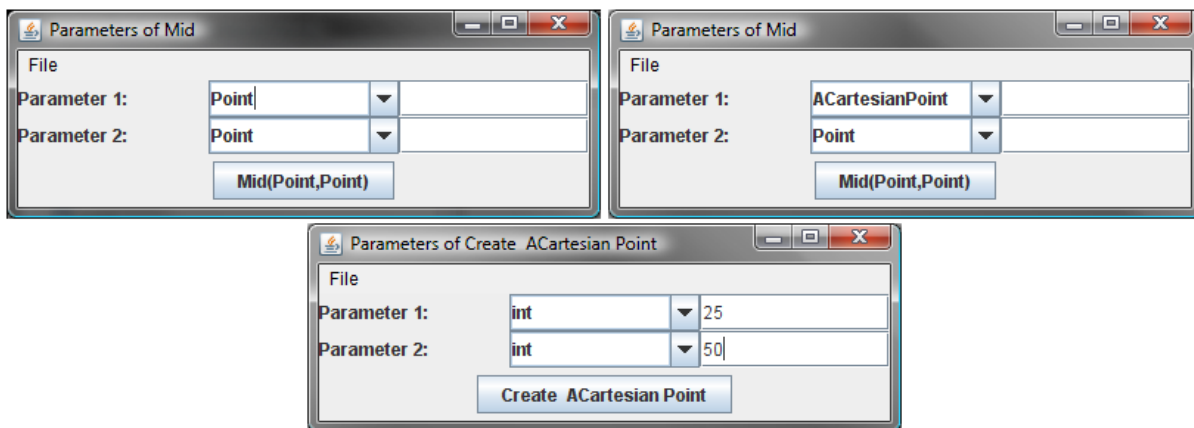 Parameters of Mid
File
Parameter 1: Point
Parameter 2: Point
Mid(Point,Point)
Parameters of Mid
File
Parameter 1: ACartesianPoint
Parameter 2: Point
Mid(Point,Point)
Parameters of Create  ACartesian Point
File
Parameter 1: int 25
Parameter 2: int 50
Create  ACartesian Point